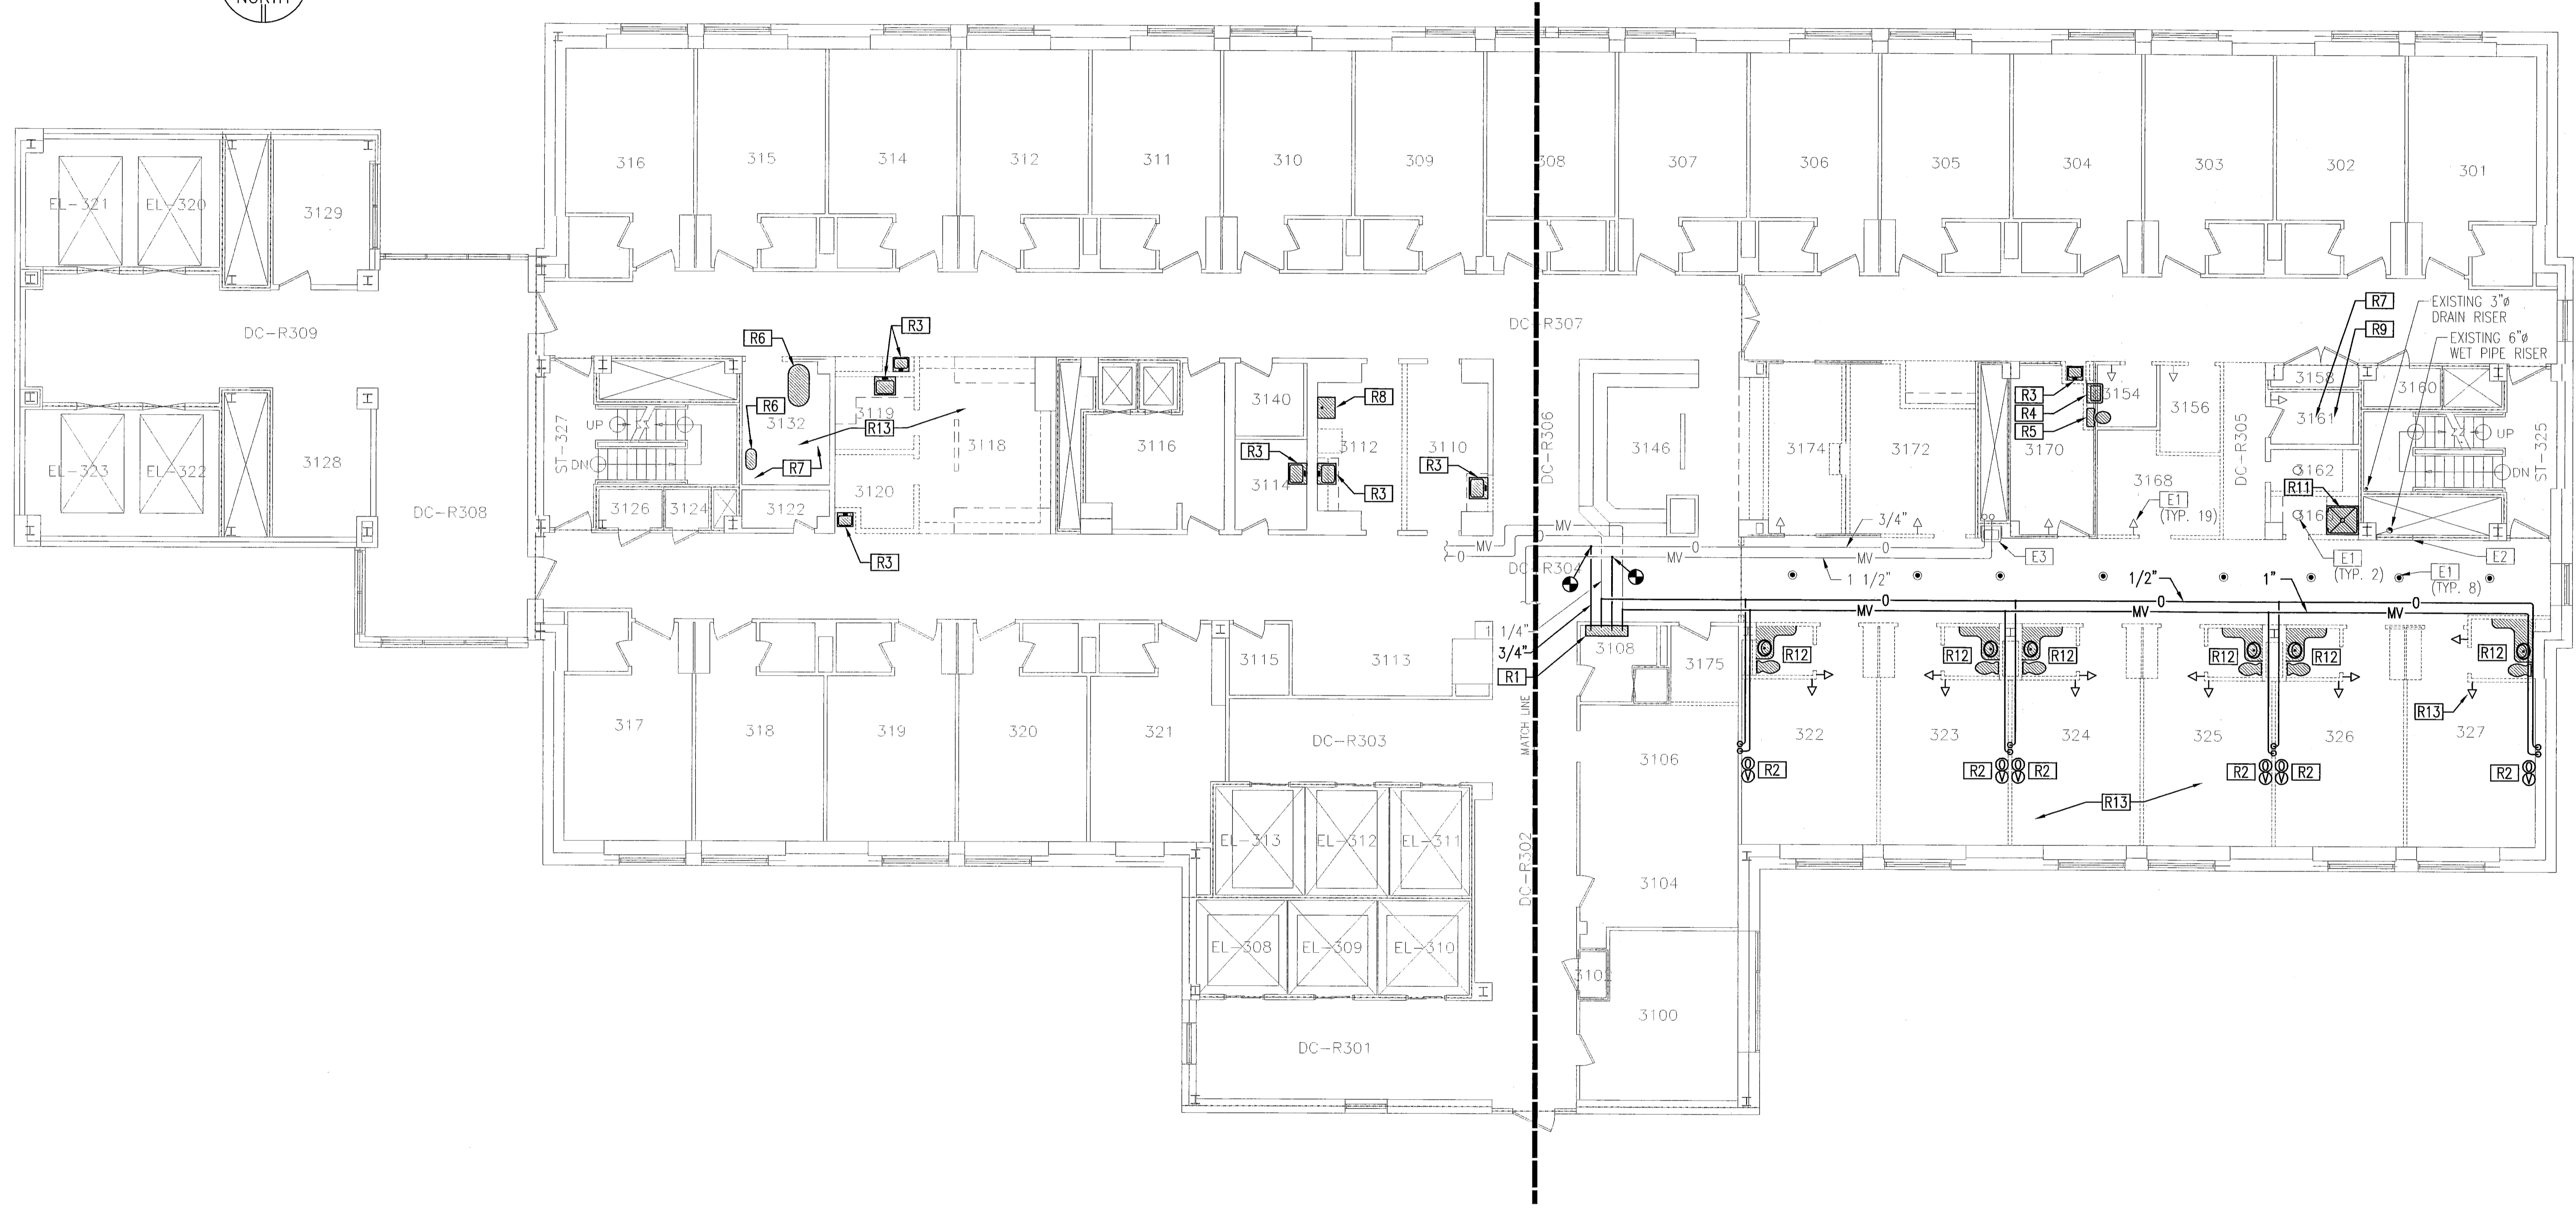 NORTH
316
315
314
312
311
310
309
308
307
306
305
304
303
302
301
EL-321
EL-320
3129
DC-R309
DC-R307
R7
R9
EXISTING 3"ø
DRAIN RISER
EXISTING 6"ø
WET PIPE RISER
R3
R6
R6
3119
3132
R13
R7
3118
3120
3116
3140
R8
3112
3110
R3
3114
R3
R3
DC-R306
3146
3174
3172
3170
R3
R4
R5
3154
3156
3168
E1
(TYP. 19)
DC-R305
3158
3161
3162
R11
316
3160
UP
DN
ST-325
E2
E1
(TYP. 2)
E1
(TYP. 8)
ST-327
UP
DN
3126
3124
3122
R3
EL-323
EL-322
3128
DC-R308
MV
O
MV
O
O
MV
3/4"
O
MV
1 1/2"
E3
DC-R304
1 1/4"
3/4"
R1
O
MV
1/2"
O
1"
O
MV
MV
3115
3113
3108
3175
R12
R12
R12
R12
R12
R12
R13
317
318
319
320
321
DC-R303
MATCH LINE
3106
322
323
324
325
326
327
O
V
R2
R2
O
V
O
V
R2
R2
O
V
O
V
R2
R2
O
V
R13
EL-313
EL-312
EL-311
DC-R302
3104
EL-308
EL-309
EL-310
310
3100
DC-R301